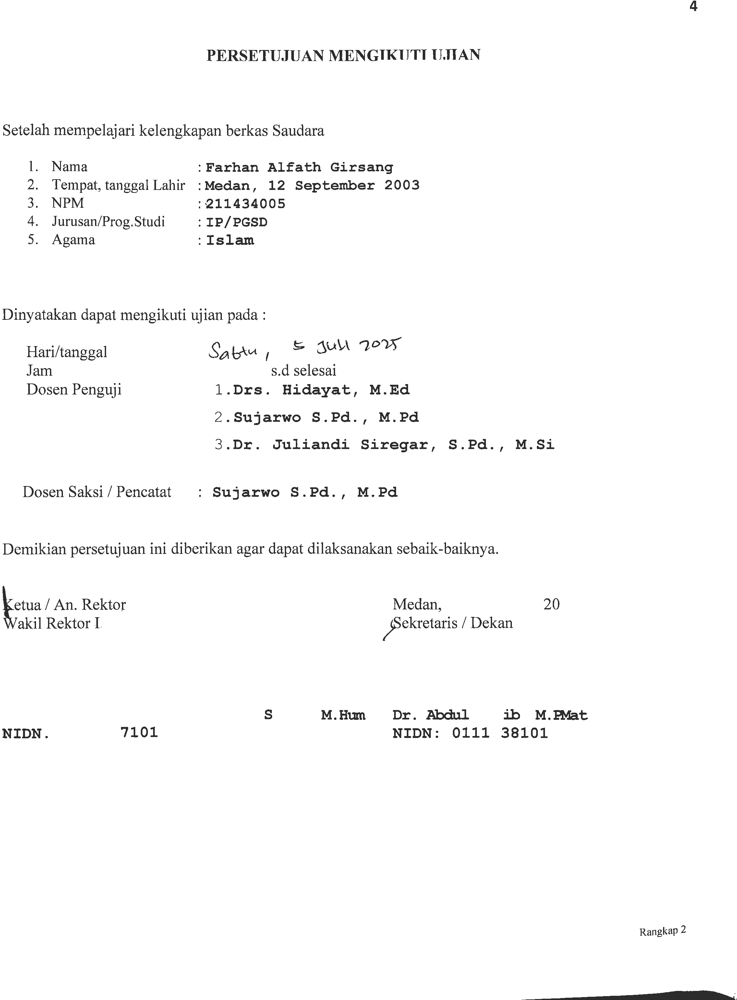 4
PERSETUJUAN MENGIKUTI UJIAN
Setelah mempelajari kelengkapan berkas Saudara
1. Nama : Farhan Alfath Girsang
2. Tempat, tanggal Lahir : Medan, 12 September 2003
3. NPM : 211434005
4. Jurusan/Prog.Studi : IP/PGSD
5. Agama : Islam
Dinyatakan dapat mengikuti ujian pada :
Hari/tanggal Sabtu, 5 Juli 2025
Jam s.d selesai
Dosen Penguji 1.Drs. Hidayat, M.Ed
2.Sujarwo S.Pd., M.Pd
3.Dr. Juliandi Siregar, S.Pd., M.Si
Dosen Saksi / Pencatat : Sujarwo S.Pd., M.Pd
Demikian persetujuan ini diberikan agar dapat dilaksanakan sebaik-baiknya.
Ketua / An. Rektor Medan, 20
Wakil Rektor I Sekretaris / Dekan
S M.Hum Dr. Abdul ib M.PMat
NIDN. 7101 NIDN: 0111 38101
Rangkap 2